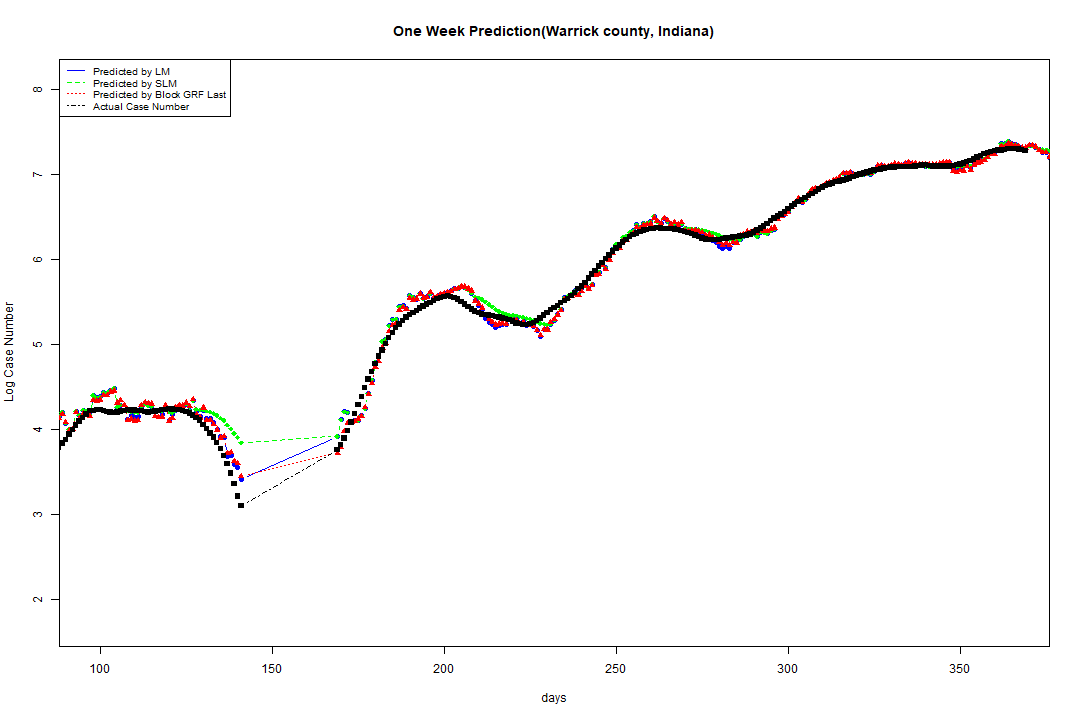 One Week Prediction(Warrick county, Indiana)
Predicted by LM
Predicted by SLM
Predicted by Block GRF Last
Actual Case Number
Log Case Number
8
7
6
5
4
3
2
100 150 200 250 300 350
days